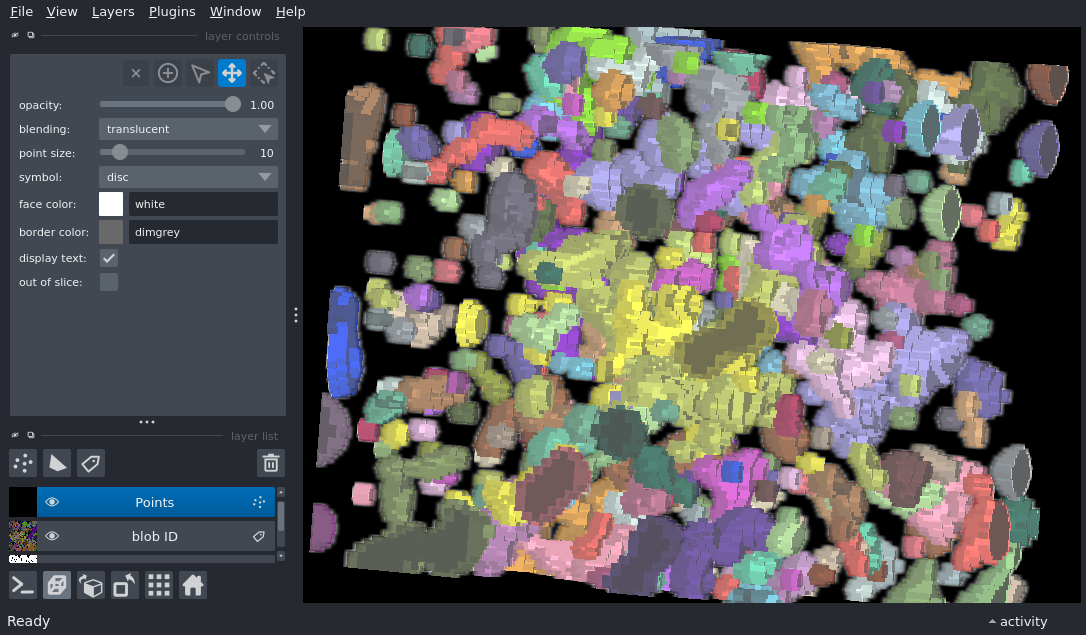 File View Layers Plugins Window Help
layer controls
opacity: 1.00
blending: translucent
point size: 10
symbol: disc
face color: white
border color: dimgrey
display text:
out of slice:
layer list
Points
blob ID
Ready activity